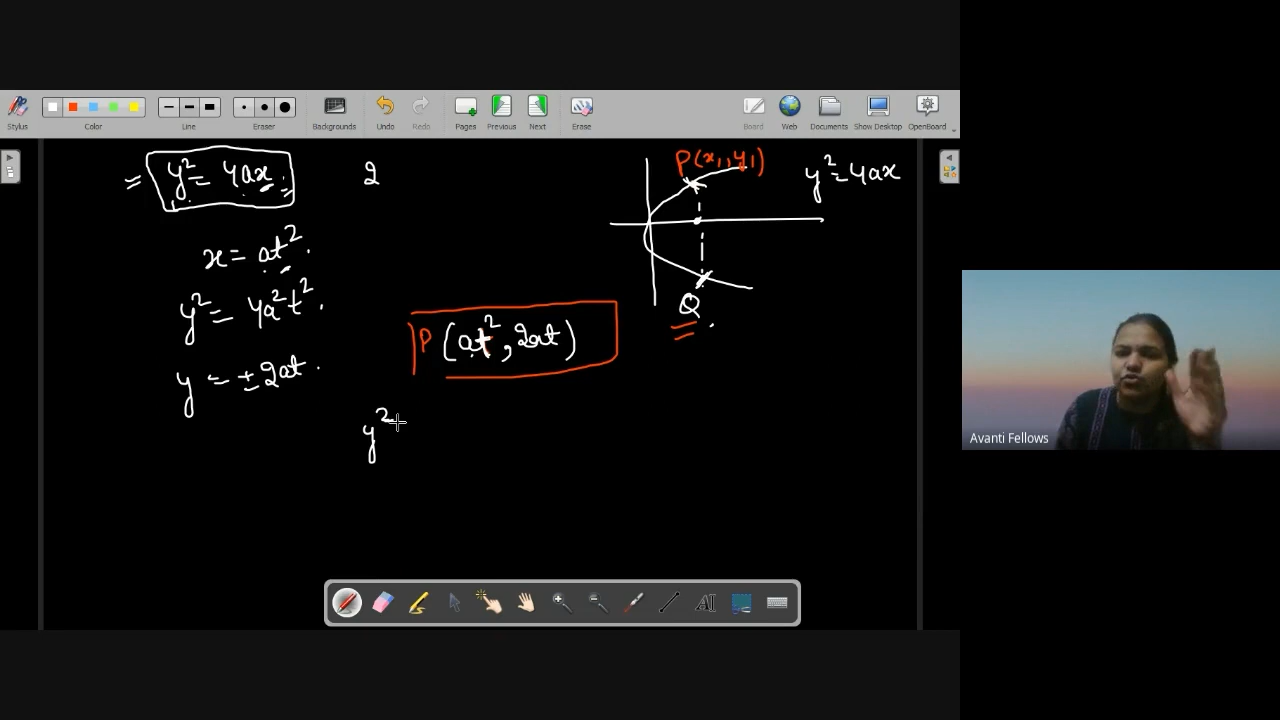 Stylus
Color
Line
Eraser
Backgrounds
Undo
Redo
Pages
Previous
Next
Erase
Board
Web
Documents
Show Desktop
OpenBoard
= y² = 4ax
2
P(x₁, y₁)
y² = 4ax
x = at².
y² = 4a²t².
P (at², 2at)
Q
y = ± 2at.
y²
Avanti Fellows
AI